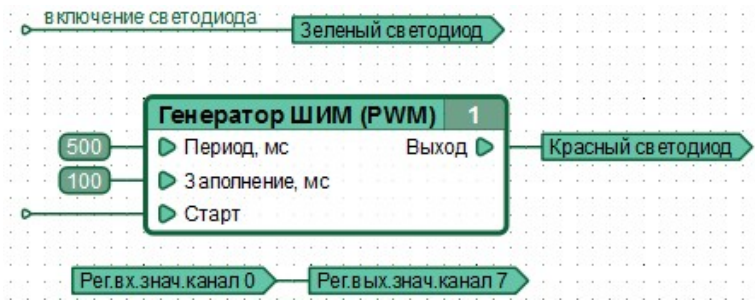 включение светодиода
Зеленый светодиод
Генератор ШИМ (PWM) 1
500 Период, мс Выход Красный светодиод
100 Заполнение, мс
Старт
Рег.вх.знач.канал 0 Рег.вых.знач.канал 7